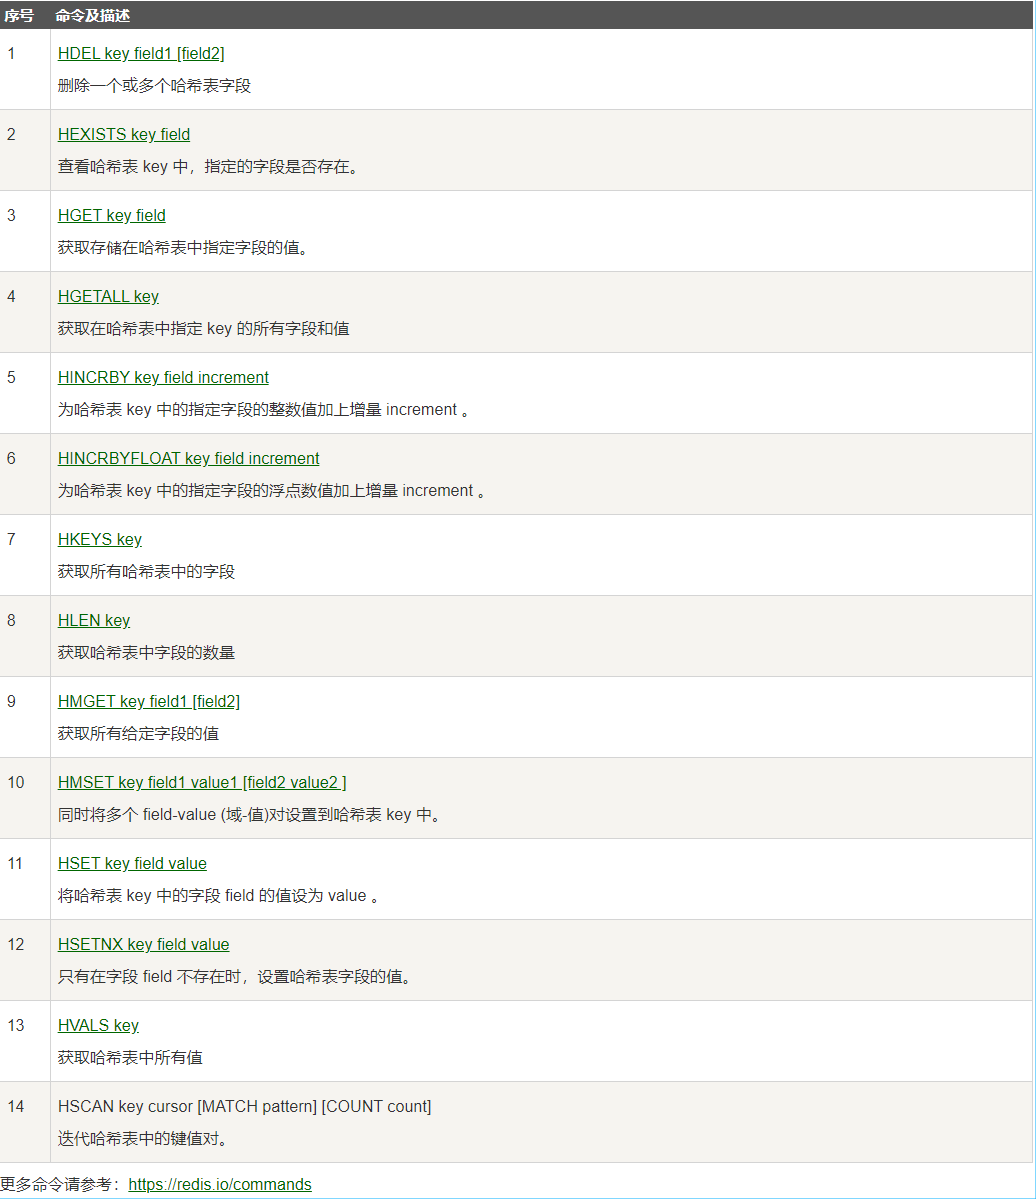 序号 命令及描述
1 HDEL key field1 [field2]
删除一个或多个哈希表字段
2 HEXISTS key field
查看哈希表 key 中，指定的字段是否存在。
3 HGET key field
获取存储在哈希表中指定字段的值。
4 HGETALL key
获取在哈希表中指定 key 的所有字段和值
5 HINCRBY key field increment
为哈希表 key 中的指定字段的整数值加上增量 increment 。
6 HINCRBYFLOAT key field increment
为哈希表 key 中的指定字段的浮点数值加上增量 increment 。
7 HKEYS key
获取所有哈希表中的字段
8 HLEN key
获取哈希表中字段的数量
9 HMGET key field1 [field2]
获取所有给定字段的值
10 HMSET key field1 value1 [field2 value2 ]
同时将多个 field-value (域-值)对设置到哈希表 key 中。
11 HSET key field value
将哈希表 key 中的字段 field 的值设为 value 。
12 HSETNX key field value
只有在字段 field 不存在时，设置哈希表字段的值。
13 HVALS key
获取哈希表中所有值
14 HSCAN key cursor [MATCH pattern] [COUNT count]
迭代哈希表中的键值对。
更多命令请参考：https://redis.io/commands